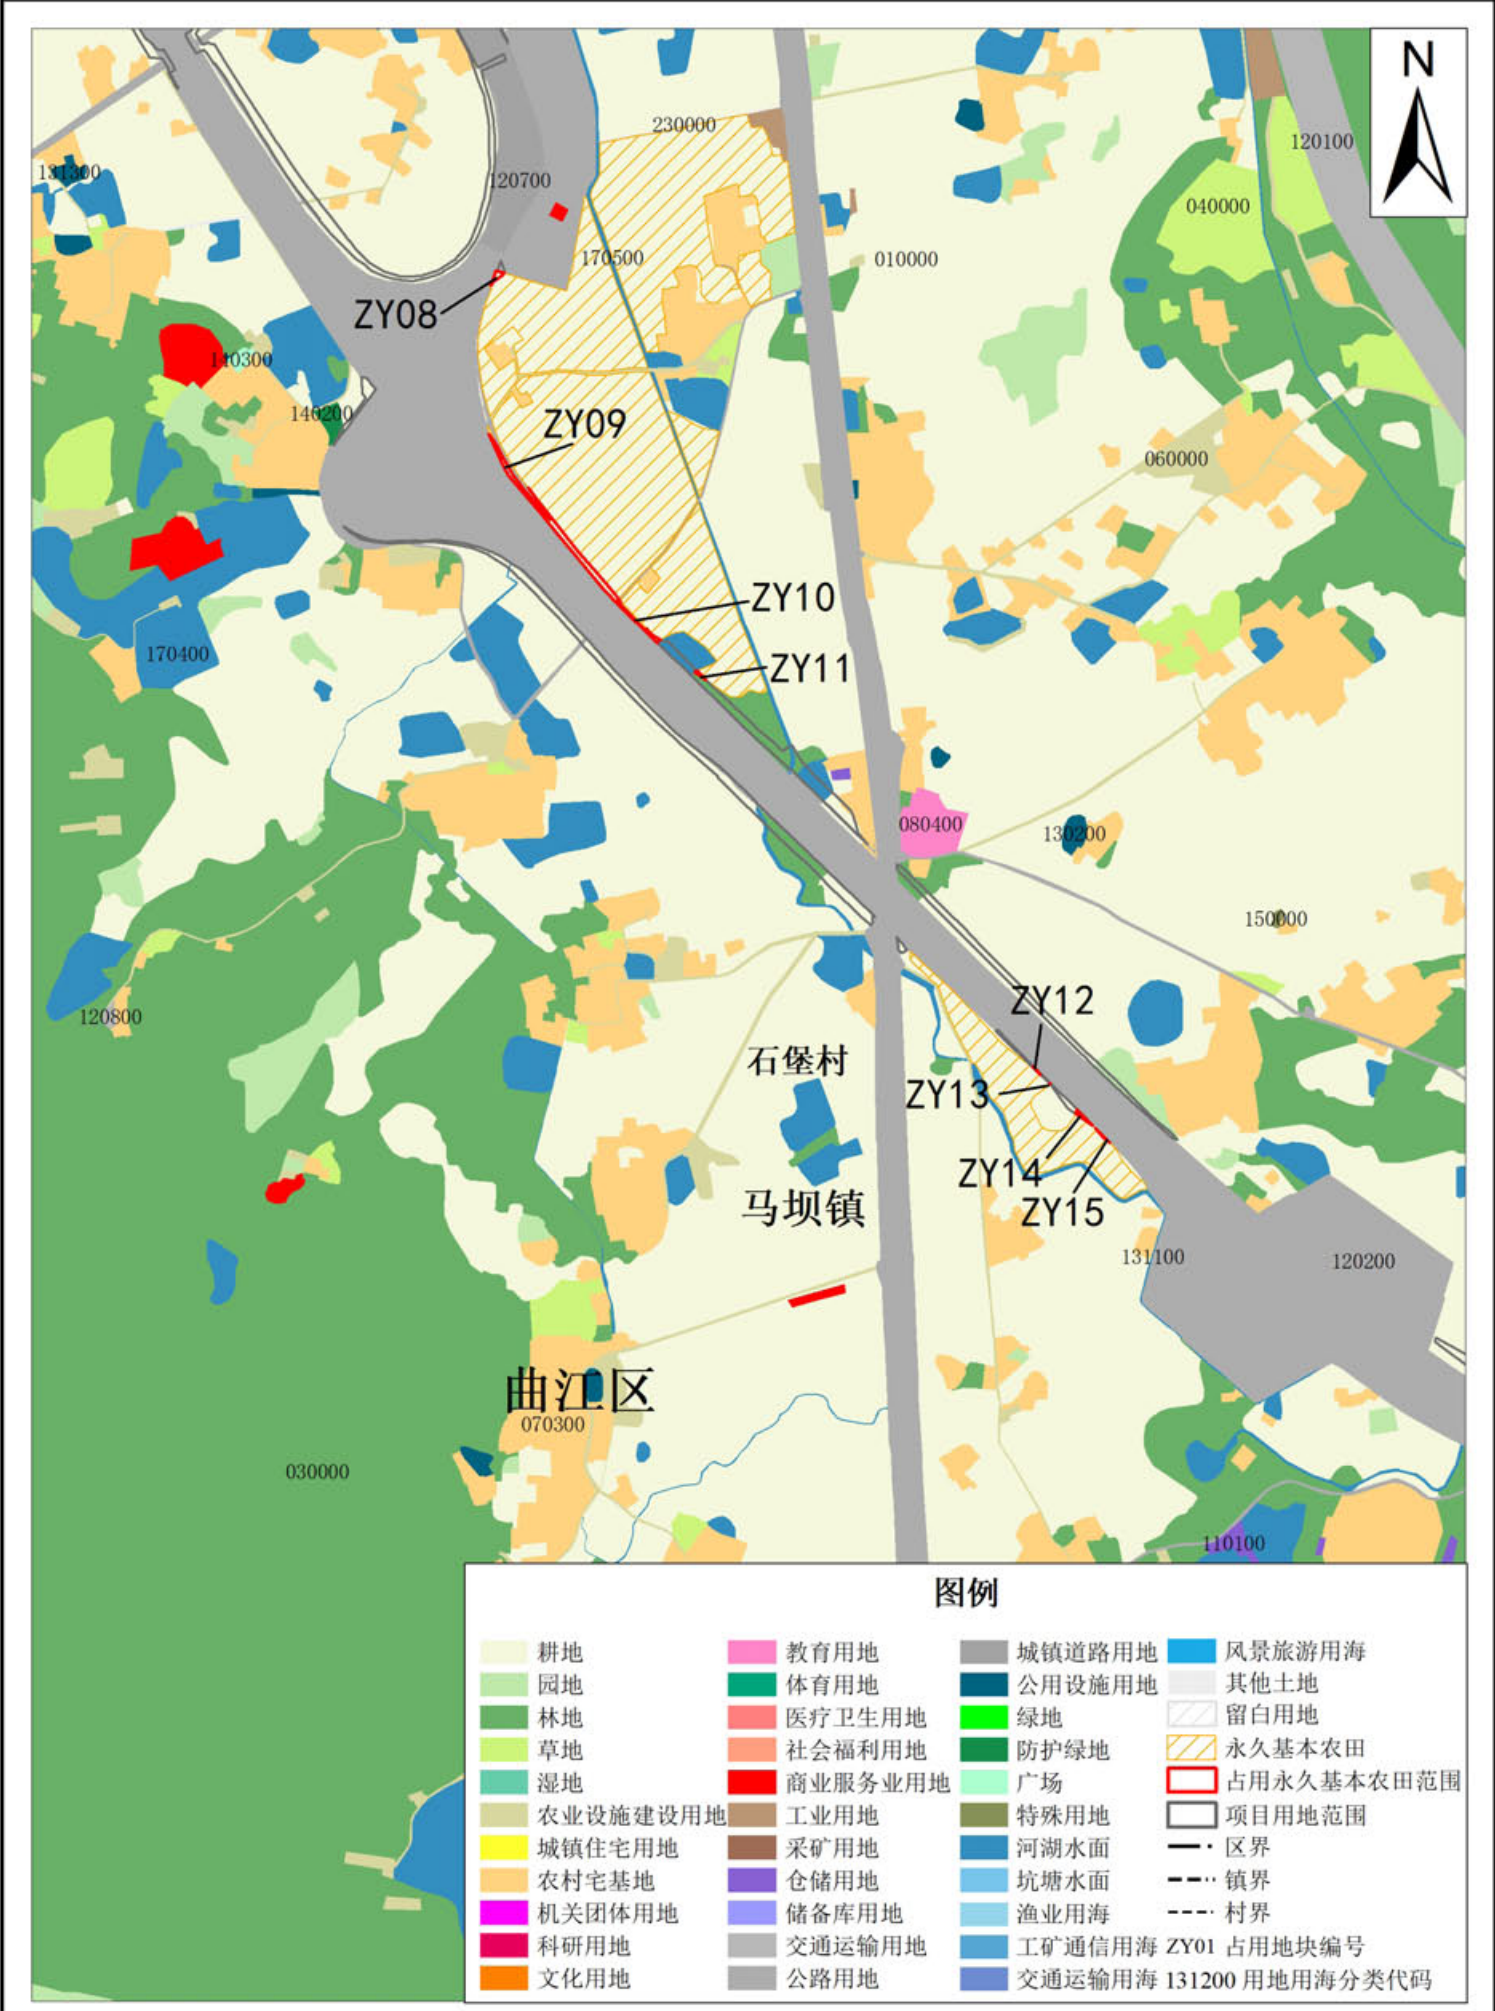 N
230000
120100
131300
120700
040000
170500
010000
ZY08
140300
140200
ZY09
060000
ZY10
170400
ZY11
080400
130200
150000
120800
ZY12
石堡村
ZY13
ZY14
马坝镇
ZY15
131100
120200
曲江区
070300
030000
110100
图例
耕地
园地
林地
草地
湿地
农业设施建设用地
城镇住宅用地
农村宅基地
机关团体用地
科研用地
文化用地
教育用地
体育用地
医疗卫生用地
社会福利用地
商业服务业用地
工业用地
采矿用地
仓储用地
储备库用地
交通运输用地
公路用地
城镇道路用地
公用设施用地
绿地
防护绿地
广场
特殊用地
河湖水面
坑塘水面
渔业用海
工矿通信用海
交通运输用海
风景旅游用海
其他土地
留白用地
永久基本农田
占用永久基本农田范围
项目用地范围
区界
镇界
村界
ZY01 占用地块编号
131200 用地用海分类代码